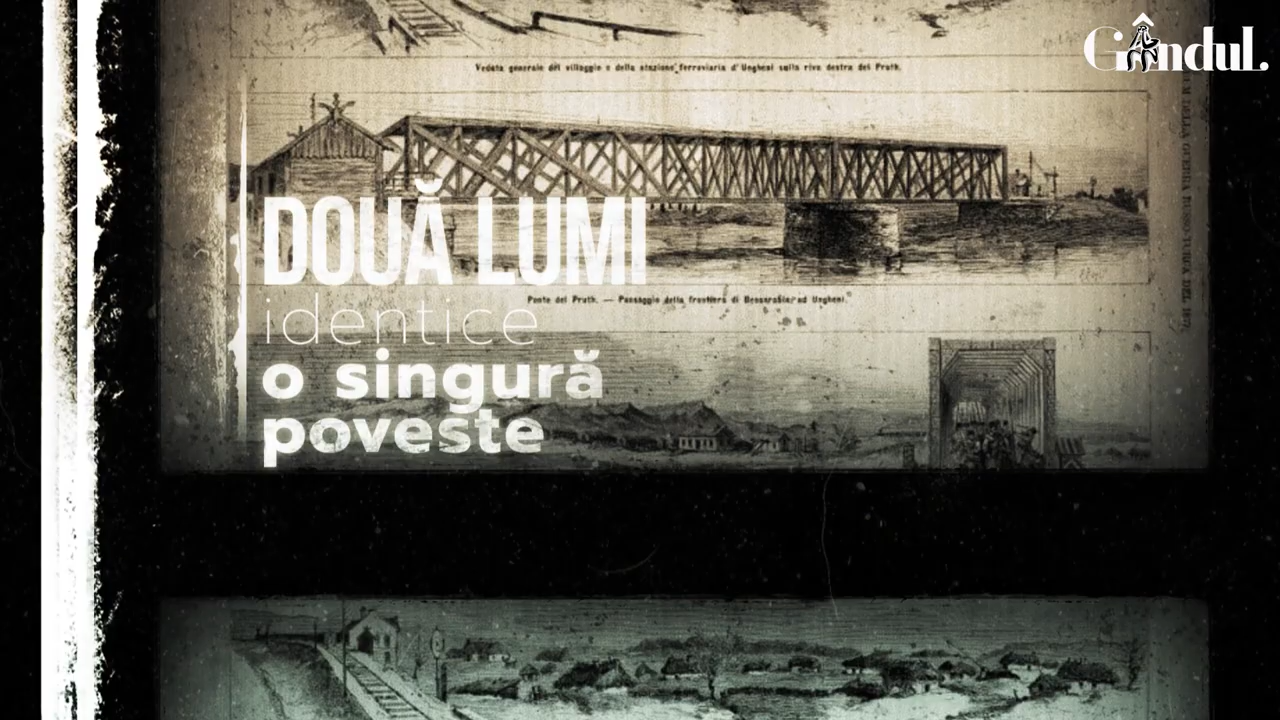 Gândul.
Veduta generale del villaggio e della stazione ferroviaria d'Ungheni sulla riva destra del Pruth.
DOUĂ LUMI
identice
o singură
poveste
Ponte del Pruth. — Passaggio della frontiera di Bessarabia, ad Ungheni.